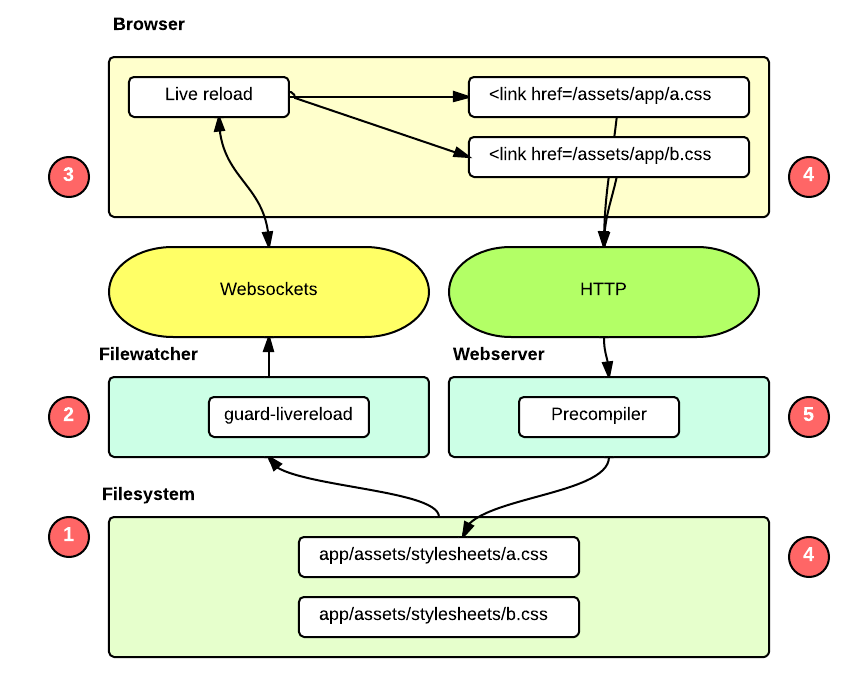 Browser
Live reload
<link href=/assets/app/a.css
<link href=/assets/app/b.css
3
4
Websockets
HTTP
Filewatcher
Webserver
2
guard-livereload
Precompiler
5
Filesystem
1
app/assets/stylesheets/a.css
4
app/assets/stylesheets/b.css